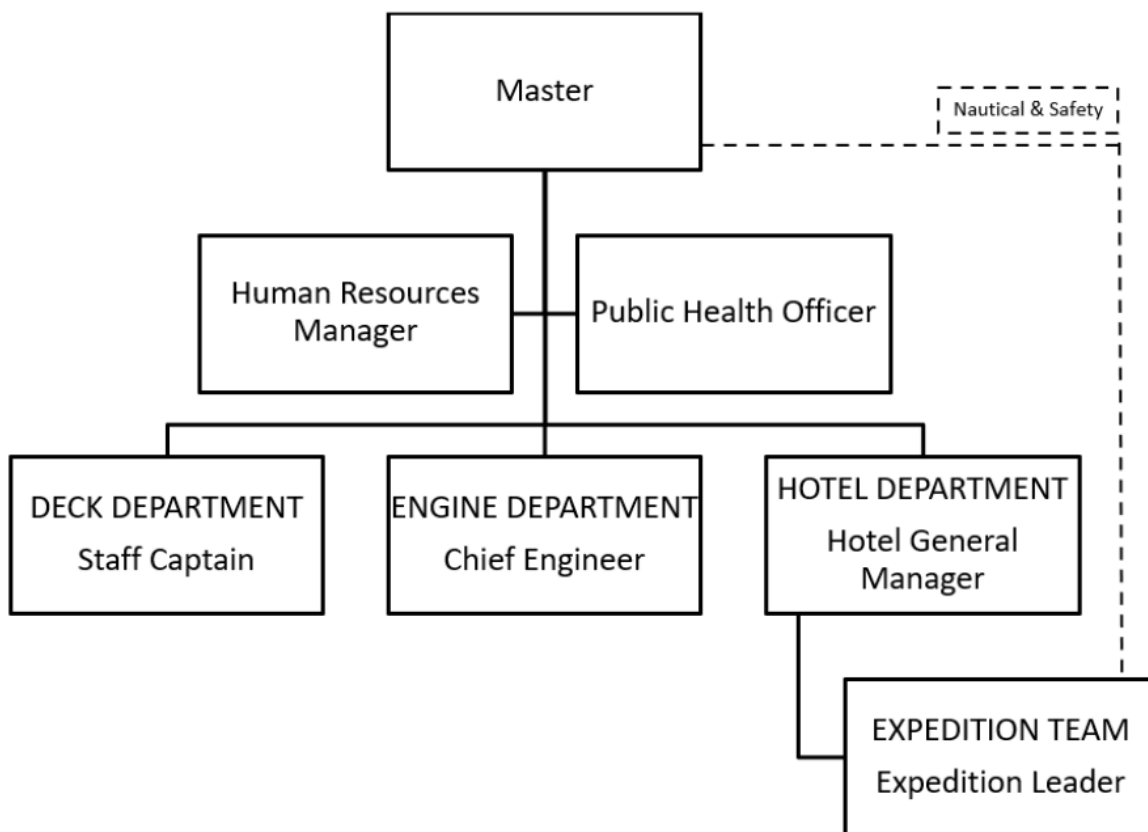 Master
Nautical & Safety
Human Resources
Manager
Public Health Officer
DECK DEPARTMENT
Staff Captain
ENGINE DEPARTMENT
Chief Engineer
HOTEL DEPARTMENT
Hotel General
Manager
EXPEDITION TEAM
Expedition Leader